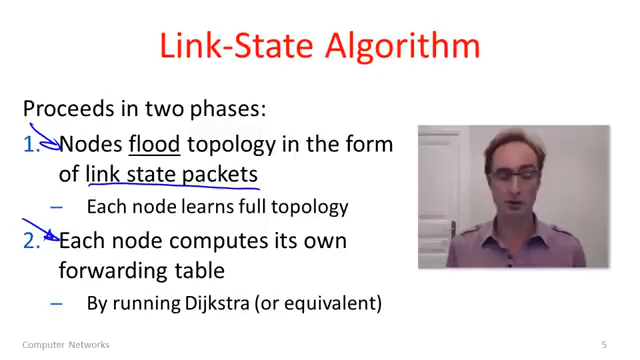 Link-State Algorithm
Proceeds in two phases:
1. Nodes flood topology in the form
of link state packets
– Each node learns full topology
2. Each node computes its own
forwarding table
– By running Dijkstra (or equivalent)
Computer Networks
5